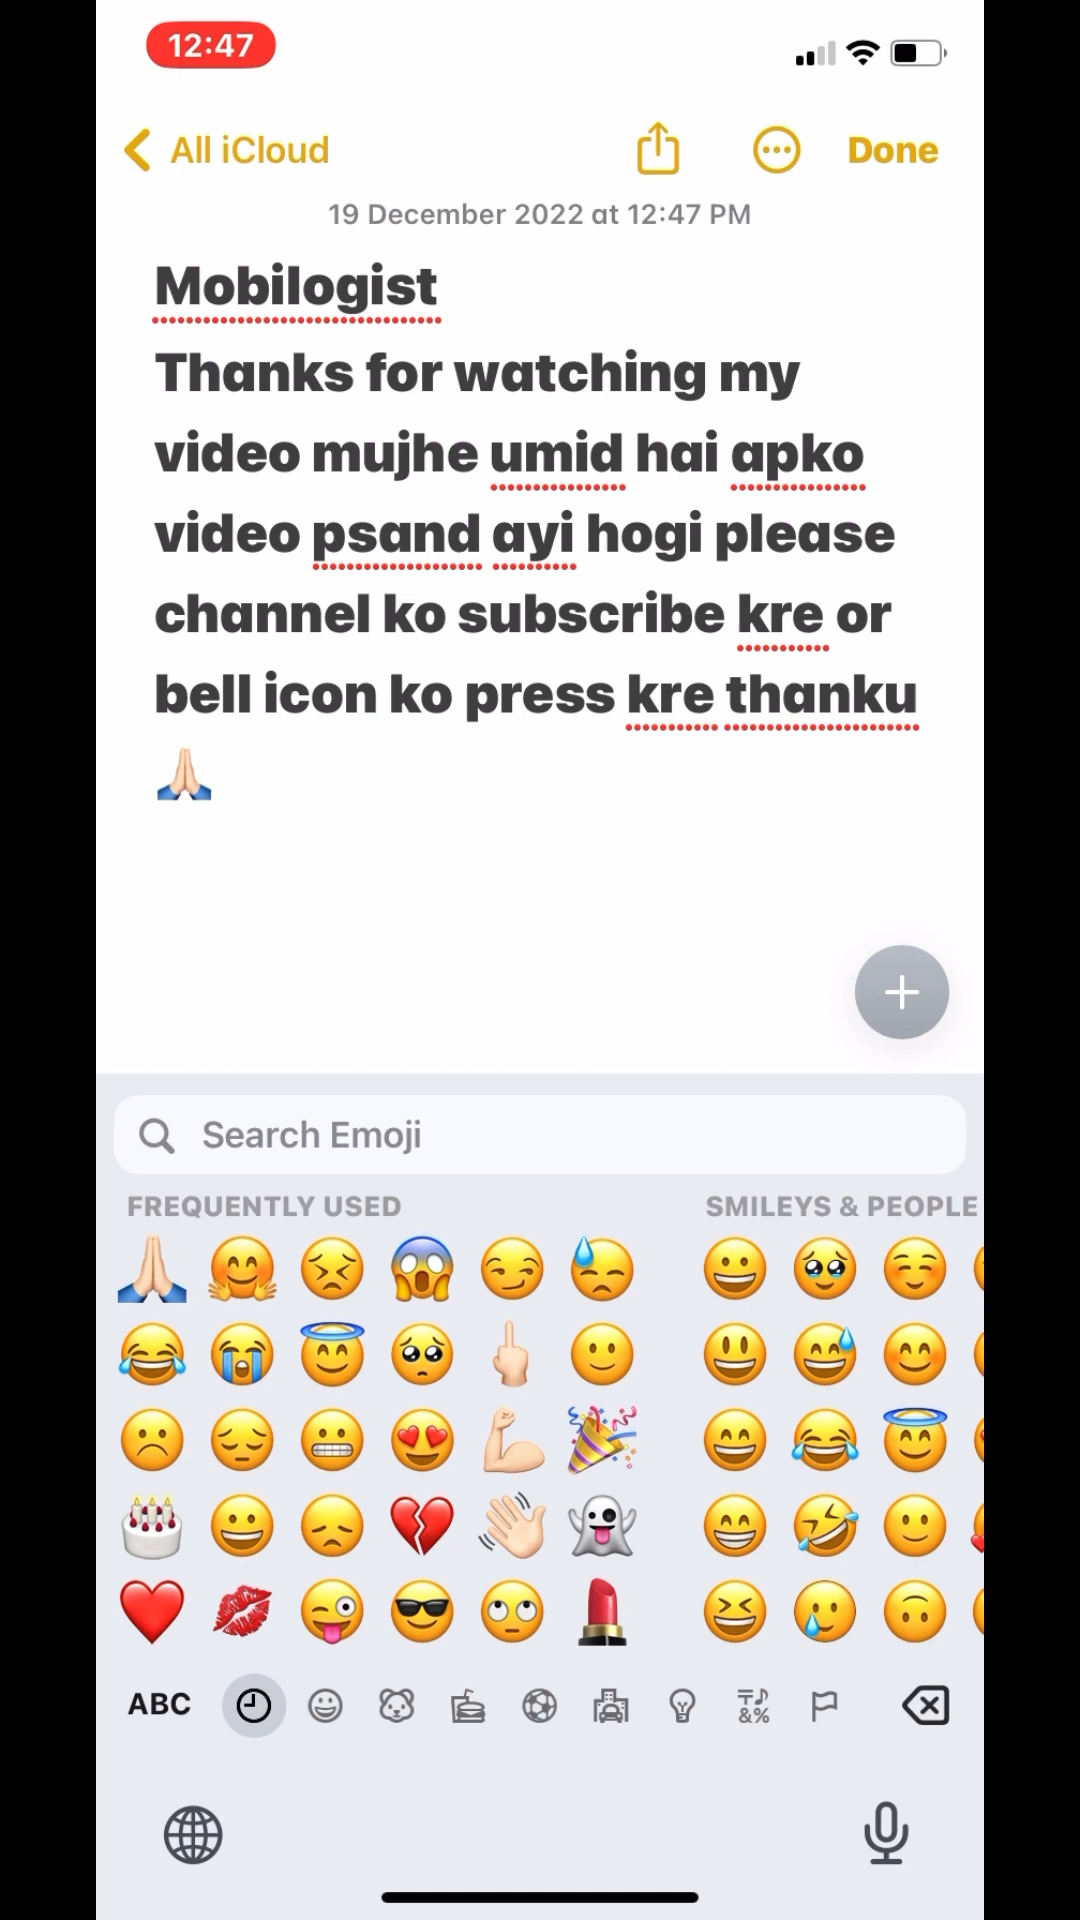 12:47
All iCloud
Done
19 December 2022 at 12:47 PM
Mobilogist
Thanks for watching my
video mujhe umid hai apko
video psand ayi hogi please
channel ko subscribe kre or
bell icon ko press kre thanku
🙏🏻
Search Emoji
FREQUENTLY USED
SMILEYS & PEOPLE
ABC